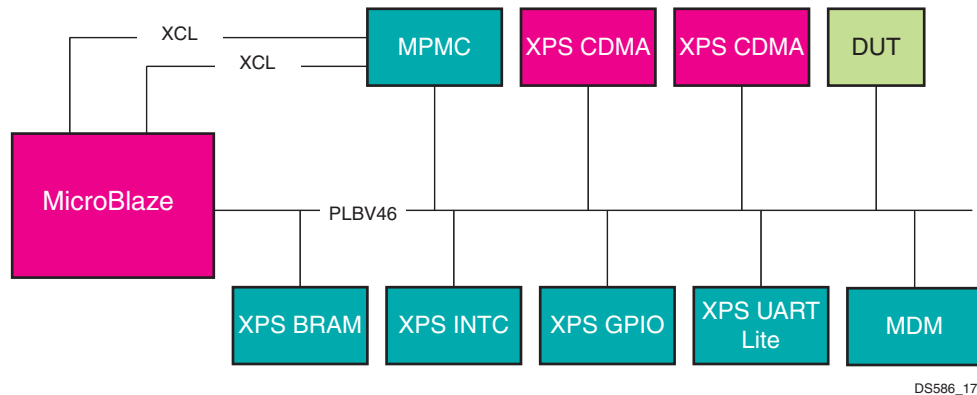 XCL
MPMC
XPS CDMA
XPS CDMA
DUT
XCL
MicroBlaze
PLBV46
XPS BRAM
XPS INTC
XPS GPIO
XPS UART
Lite
MDM
DS586_17